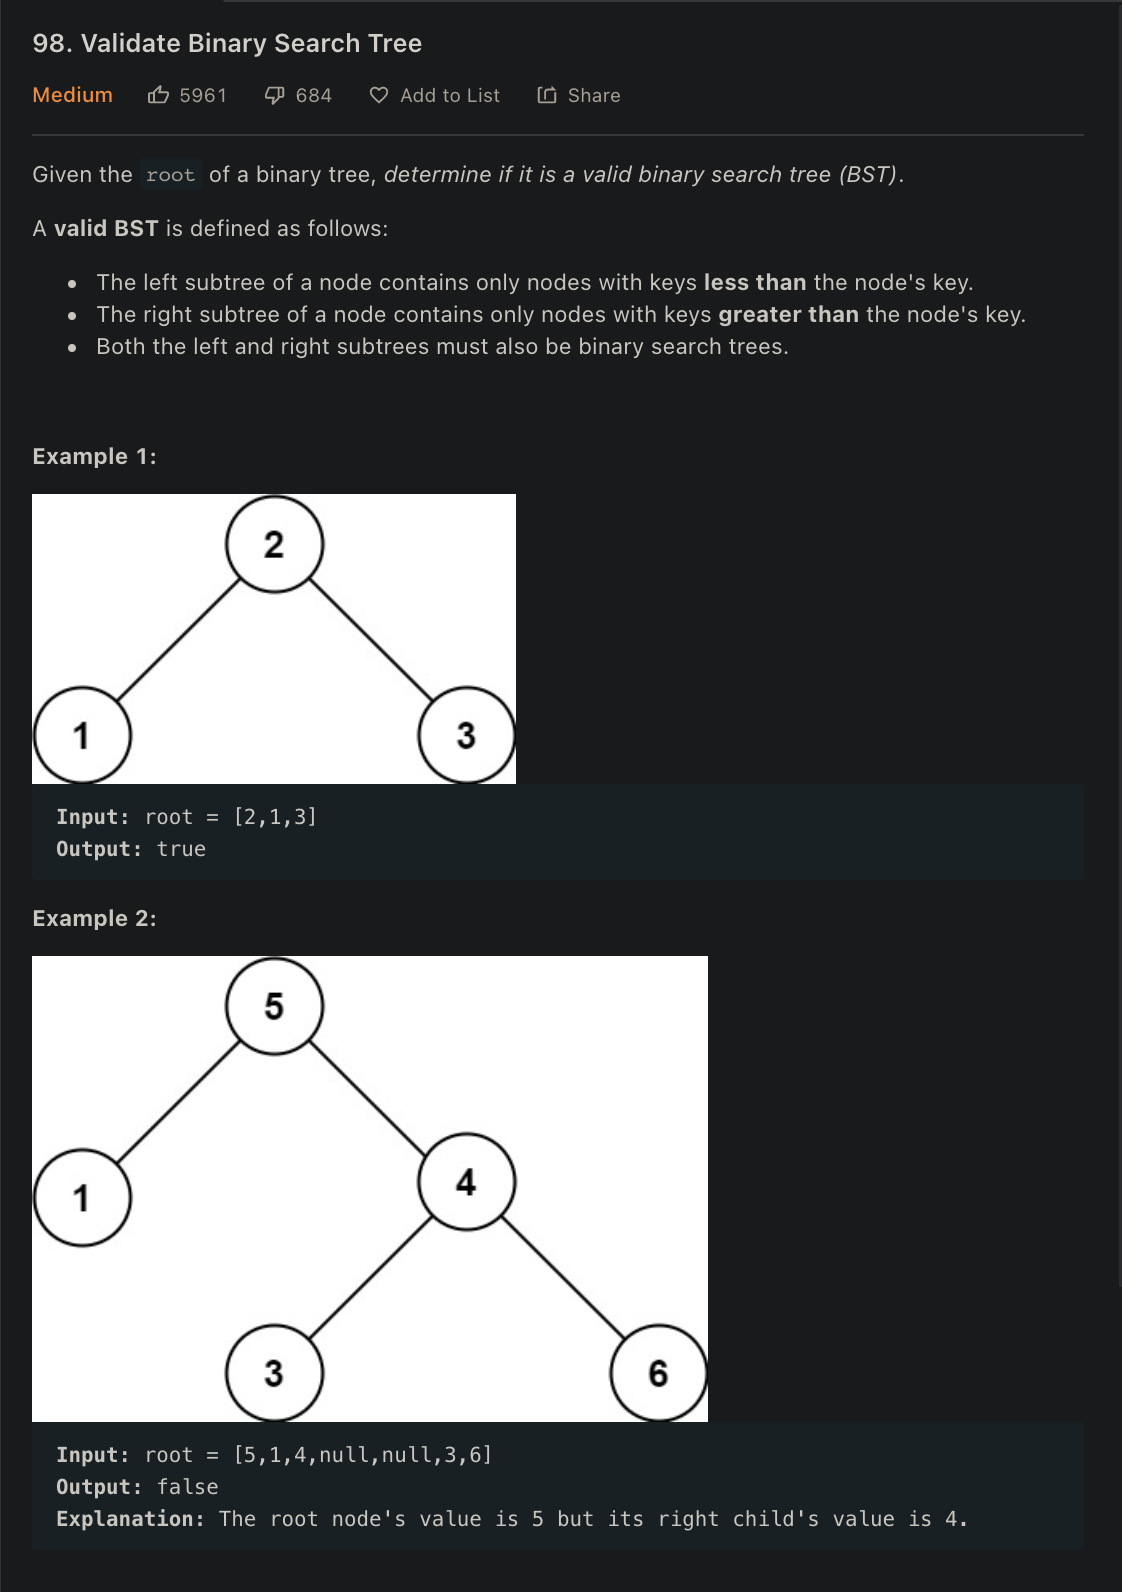 98. Validate Binary Search Tree
Medium 5961 684 Add to List Share
Given the root of a binary tree, determine if it is a valid binary search tree (BST).
A valid BST is defined as follows:
• The left subtree of a node contains only nodes with keys less than the node's key.
• The right subtree of a node contains only nodes with keys greater than the node's key.
• Both the left and right subtrees must also be binary search trees.
Example 1:
2
1 3
Input: root = [2,1,3]
Output: true
Example 2:
5
1 4
3 6
Input: root = [5,1,4,null,null,3,6]
Output: false
Explanation: The root node's value is 5 but its right child's value is 4.